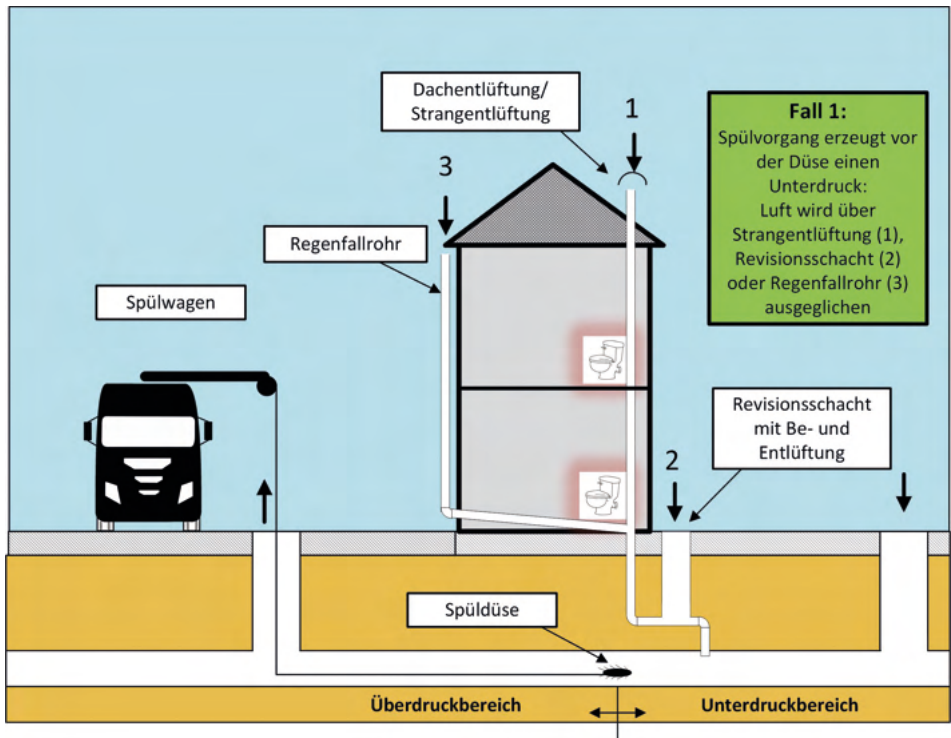 Dachentlüftung/
Strangentlüftung
1
Fall 1:
Spülvorgang erzeugt vor
der Düse einen
Unterdruck:
Luft wird über
Strangentlüftung (1),
Revisionsschacht (2)
oder Regenfallrohr (3)
ausgeglichen
3
Regenfallrohr
Spülwagen
Revisionsschacht
mit Be- und
Entlüftung
2
Spüldüse
Überdruckbereich
Unterdruckbereich